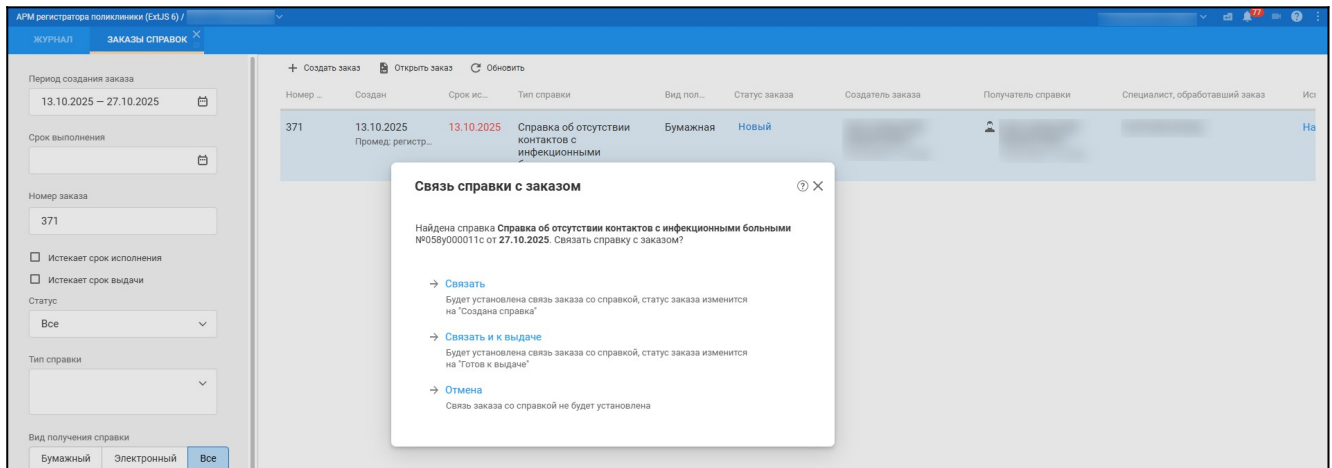 АРМ регистратора поликлиники (ExtJS 6) /
77
ЖУРНАЛ ЗАКАЗЫ СПРАВОК
Создать заказ Открыть заказ Обновить
Период создания заказа
Номер ... Создан Срок ис... Тип справки Вид пол... Статус заказа Создатель заказа Получатель справки Специалист, обработавший заказ
13.10.2025 — 27.10.2025
371 13.10.2025 13.10.2025 Справка об отсутствии Бумажная Новый На
Промед: регистр... контактов с
инфекционными
Срок выполнения
Номер заказа
371
Истекает срок исполнения
Истекает срок выдачи
Статус
Все
Тип справки
Вид получения справки
Бумажный Электронный Все
Связь справки с заказом
Найдена справка Справка об отсутствии контактов с инфекционными больными
№058у000011с от 27.10.2025. Связать справку с заказом?
Связать
Будет установлена связь заказа со справкой, статус заказа изменится
на "Создана справка"
Связать и к выдаче
Будет установлена связь заказа со справкой, статус заказа изменится
на "Готов к выдаче"
Отмена
Связь заказа со справкой не будет установлена